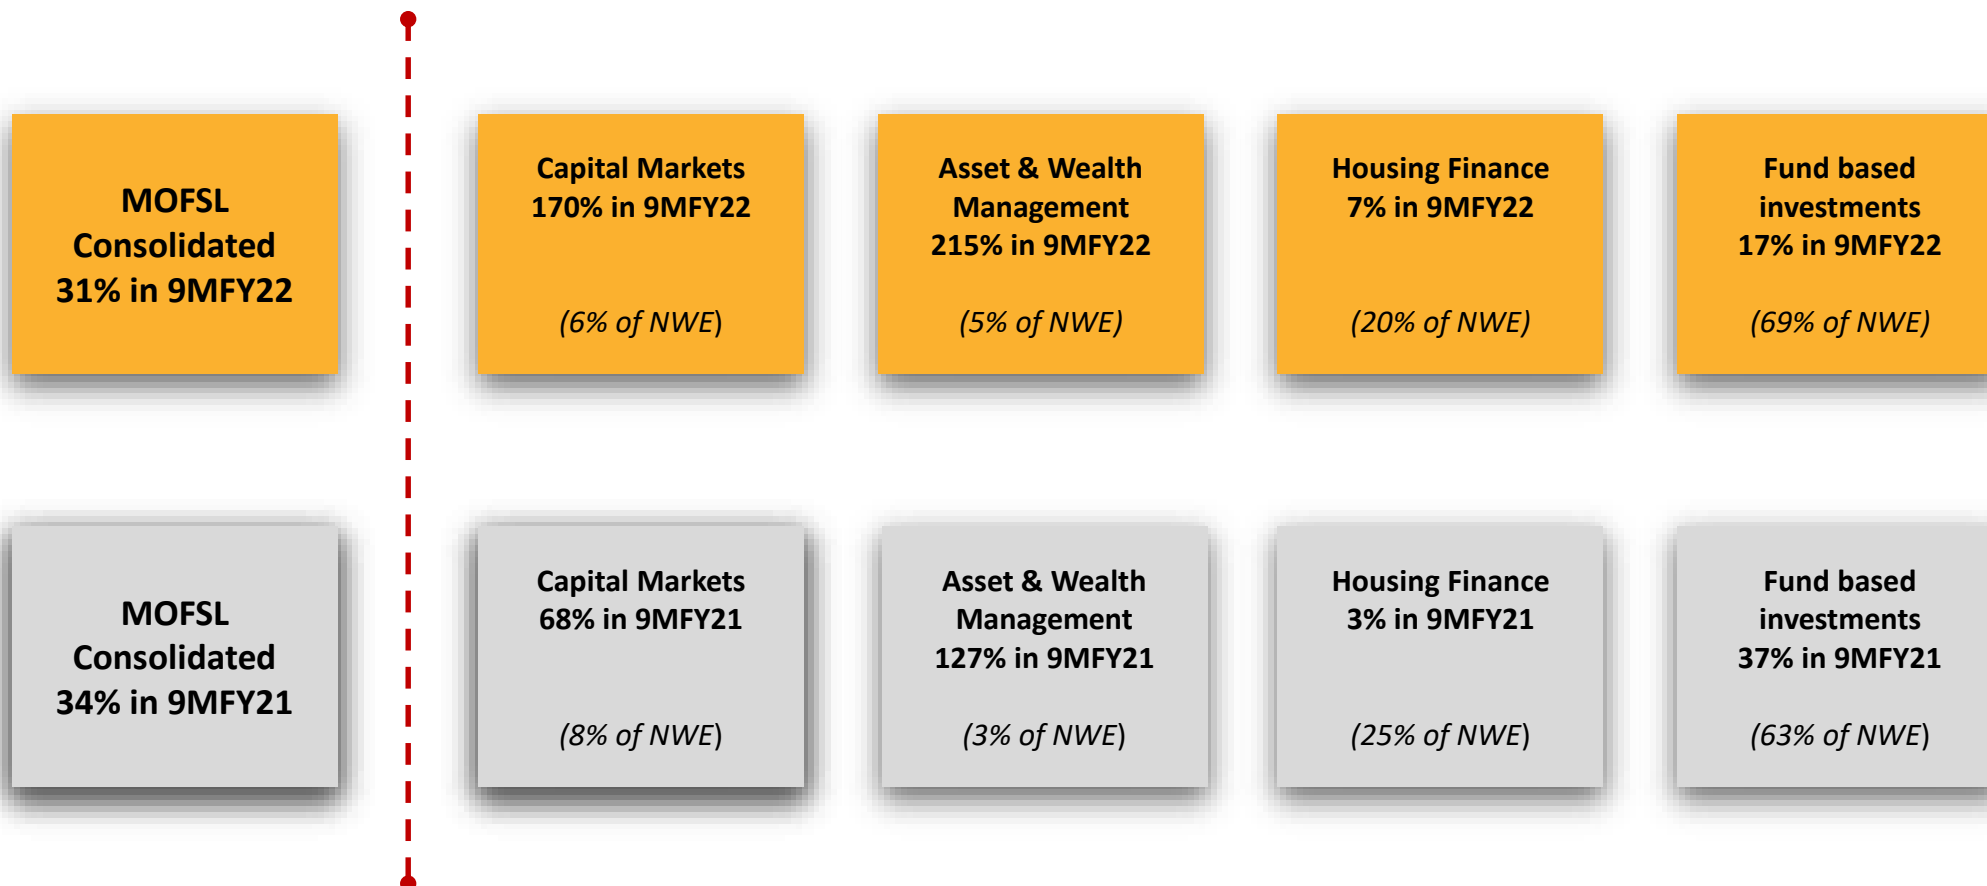 MOFSL
Consolidated
31% in 9MFY22
Capital Markets
170% in 9MFY22
(6% of NWE)
Asset & Wealth
Management
215% in 9MFY22
(5% of NWE)
Housing Finance
7% in 9MFY22
(20% of NWE)
Fund based
investments
17% in 9MFY22
(69% of NWE)
MOFSL
Consolidated
34% in 9MFY21
Capital Markets
68% in 9MFY21
(8% of NWE)
Asset & Wealth
Management
127% in 9MFY21
(3% of NWE)
Housing Finance
3% in 9MFY21
(25% of NWE)
Fund based
investments
37% in 9MFY21
(63% of NWE)